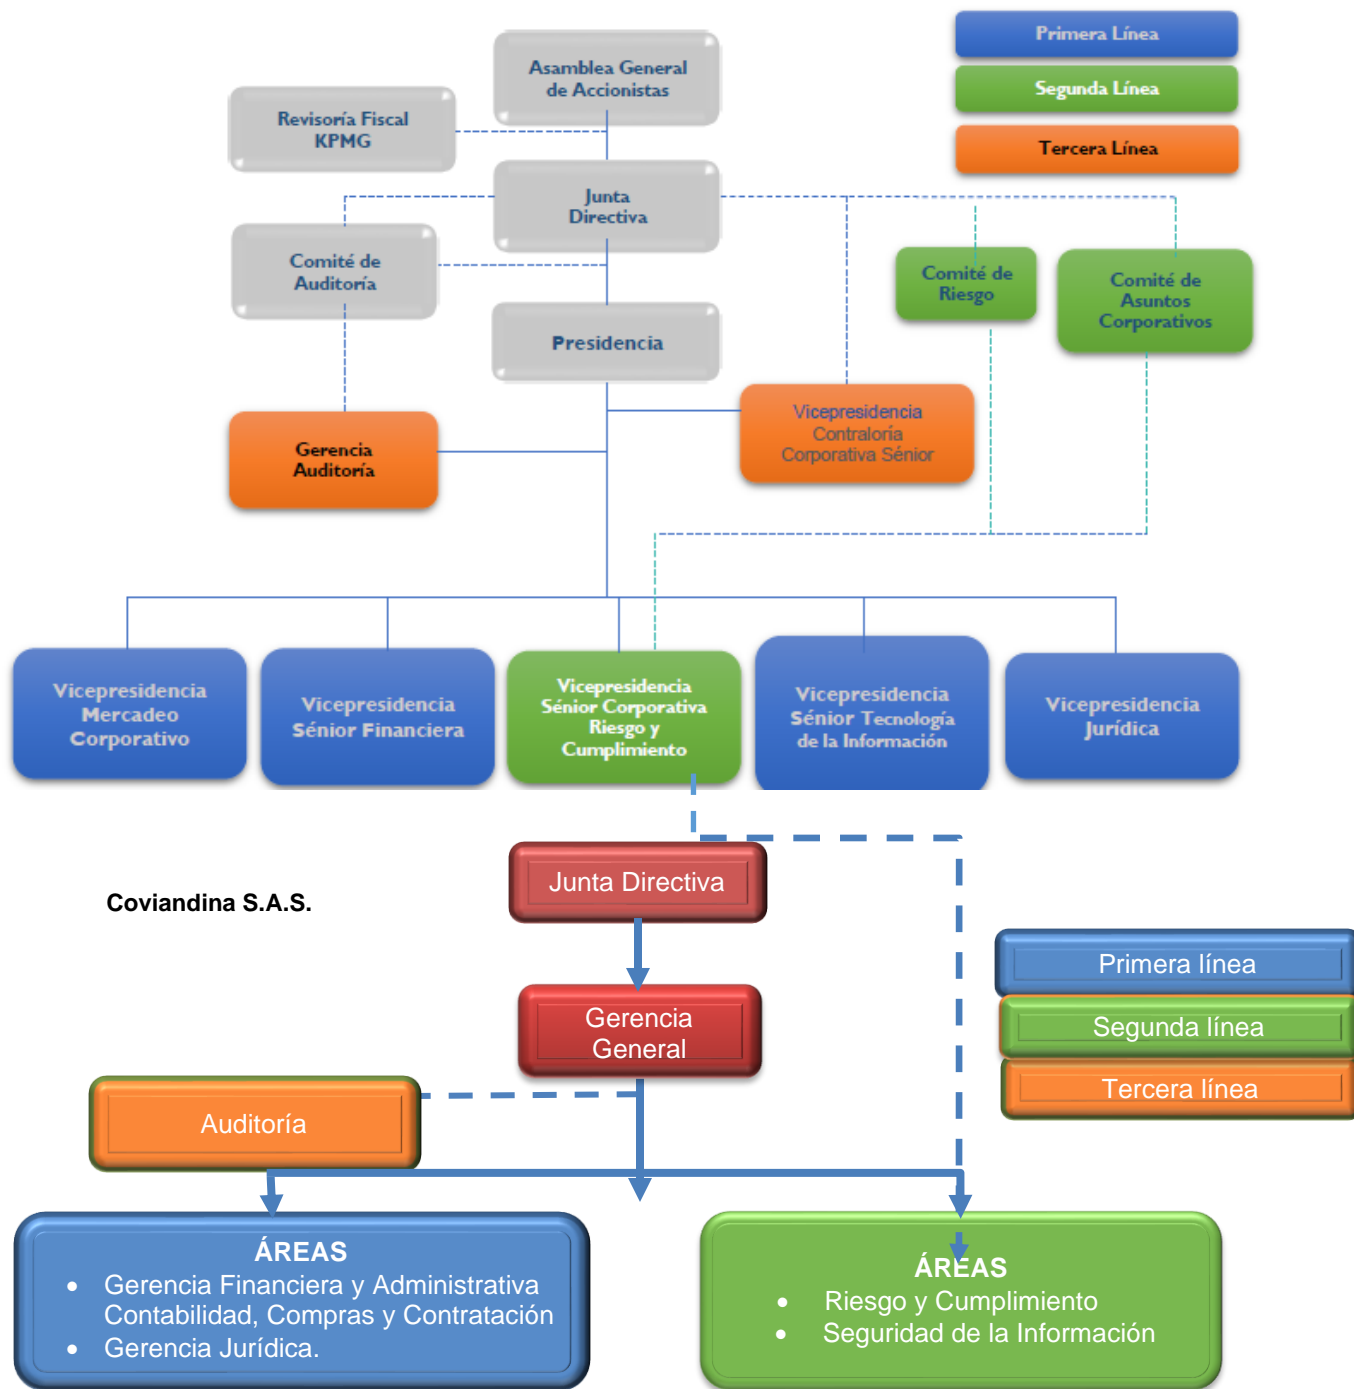 Asamblea General
de Accionistas
Revisoría Fiscal
KPMG
Primera Línea
Segunda Línea
Tercera Línea
Junta
Directiva
Comité de
Auditoría
Comité de
Riesgo
Comité de
Asuntos
Corporativos
Presidencia
Gerencia
Auditoría
Vicepresidencia
Contraloría
Corporativa Sénior
Vicepresidencia
Mercadeo
Corporativo
Vicepresidencia
Sénior Financiera
Vicepresidencia
Sénior Corporativa
Riesgo y
Cumplimiento
Vicepresidencia
Sénior Tecnología
de la Información
Vicepresidencia
Jurídica
Coviandina S.A.S.
Junta Directiva
Gerencia
General
Primera línea
Segunda línea
Tercera línea
Auditoría
ÁREAS
• Gerencia Financiera y Administrativa
Contabilidad, Compras y Contratación
• Gerencia Jurídica.
ÁREAS
• Riesgo y Cumplimiento
• Seguridad de la Información